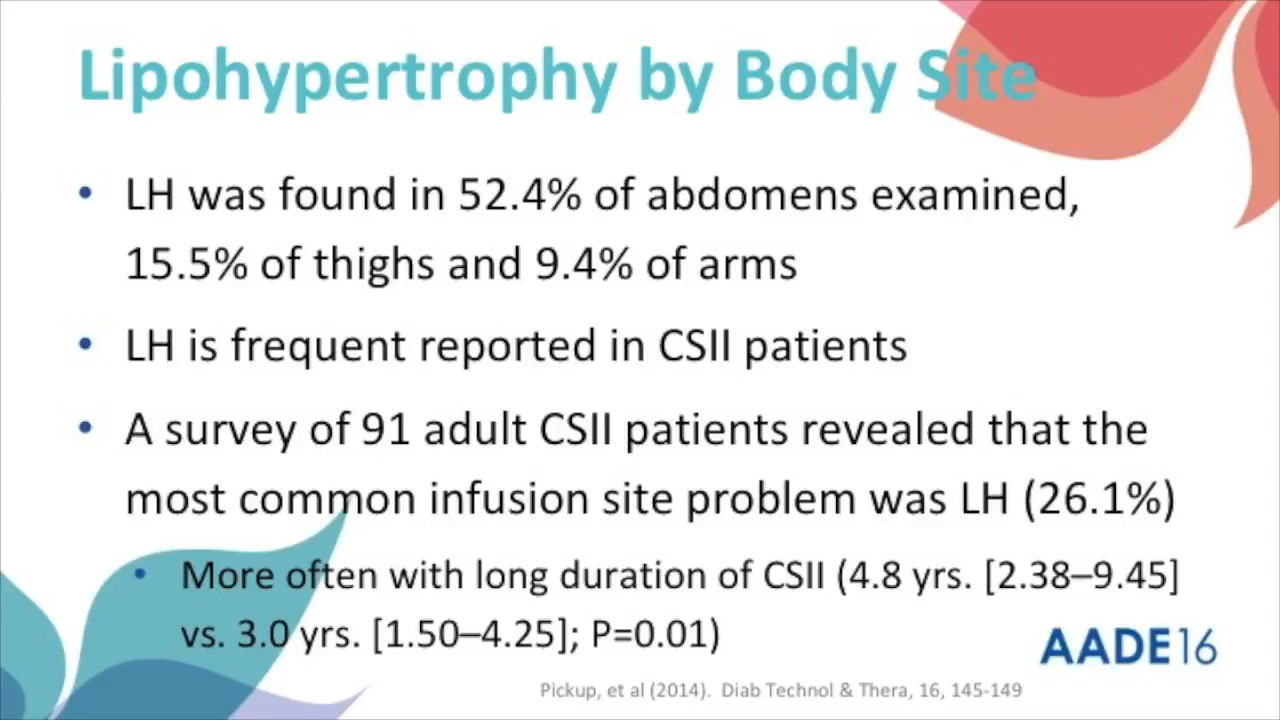 Lipohypertrophy by Body Site
• LH was found in 52.4% of abdomens examined,
15.5% of thighs and 9.4% of arms
• LH is frequent reported in CSII patients
• A survey of 91 adult CSII patients revealed that the
most common infusion site problem was LH (26.1%)
• More often with long duration of CSII (4.8 yrs. [2.38–9.45]
vs. 3.0 yrs. [1.50–4.25]; P=0.01)
AADE16
Pickup, et al (2014). Diab Technol & Thera, 16, 145-149